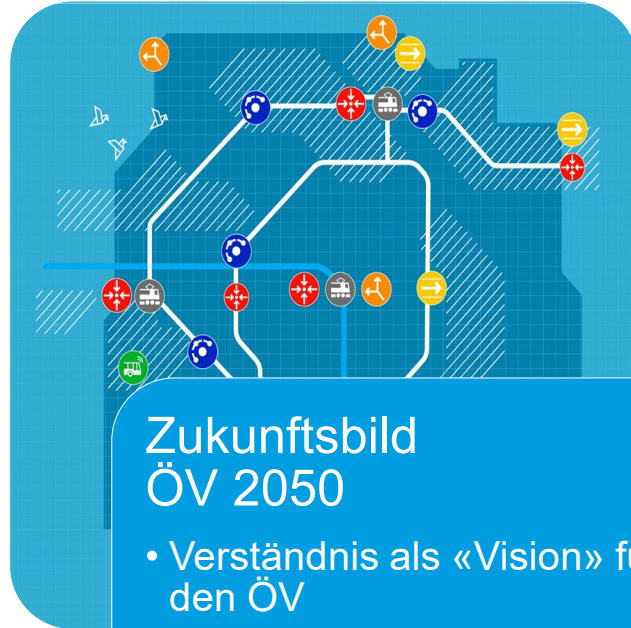 Zukunftsbild
ÖV 2050
• Verständnis als «Vision»
den ÖV